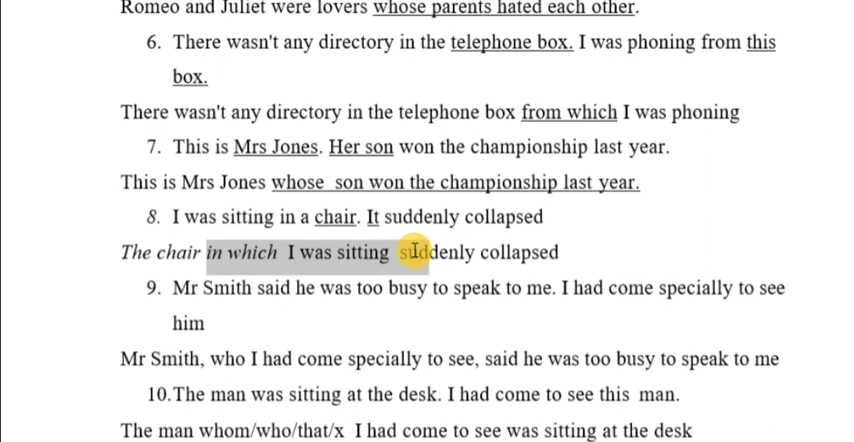 Romeo and Juliet were lovers whose parents hated each other.
6. There wasn't any directory in the telephone box. I was phoning from this
box.
There wasn't any directory in the telephone box from which I was phoning
7. This is Mrs Jones. Her son won the championship last year.
This is Mrs Jones whose son won the championship last year.
8. I was sitting in a chair. It suddenly collapsed
The chair in which I was sitting suddenly collapsed
9. Mr Smith said he was too busy to speak to me. I had come specially to see
him
Mr Smith, who I had come specially to see, said he was too busy to speak to me
10.The man was sitting at the desk. I had come to see this man.
The man whom/who/that/x I had come to see was sitting at the desk